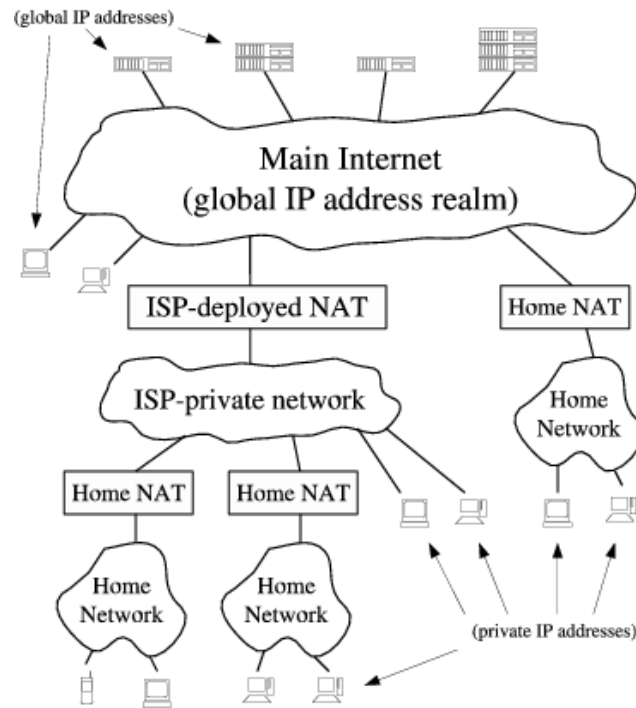 (global IP addresses)
Main Internet
(global IP address realm)
ISP-deployed NAT
Home NAT
ISP-private network
Home
Network
Home NAT
Home NAT
Home
Network
Home
Network
(private IP addresses)